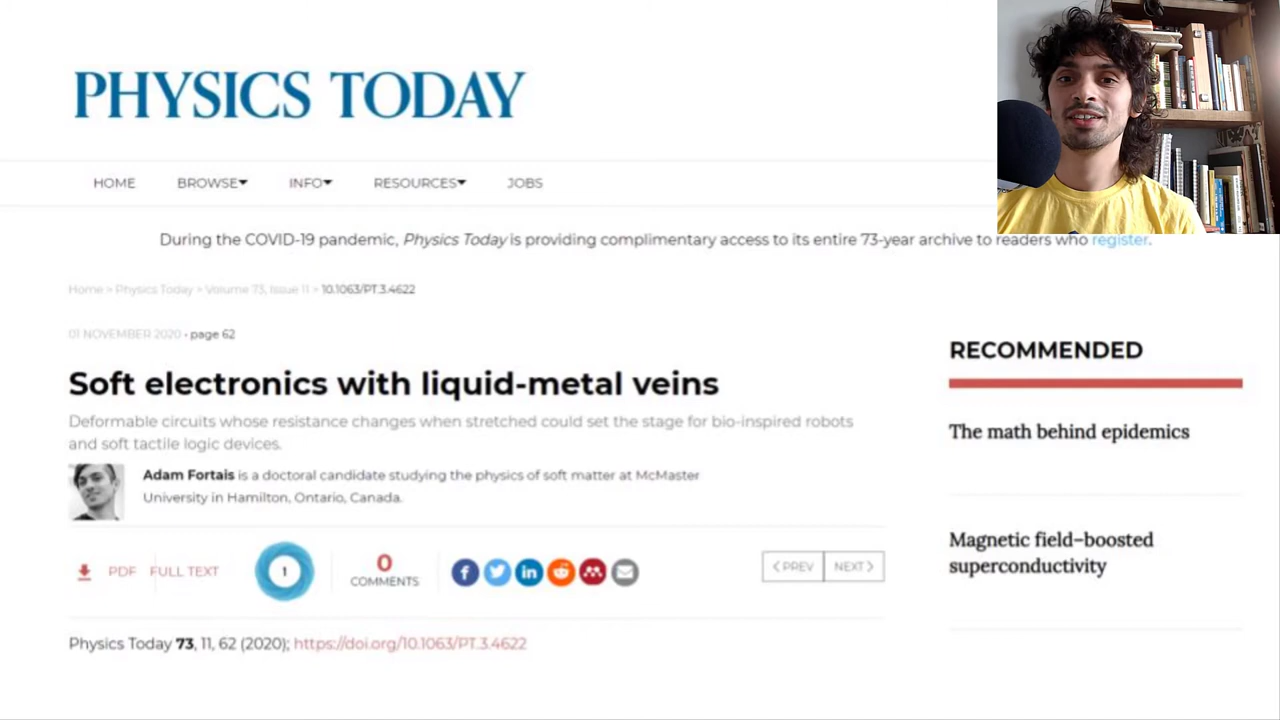 PHYSICS TODAY
HOME BROWSE INFO RESOURCES JOBS
During the COVID-19 pandemic, Physics Today is providing complimentary access to its entire 73-year archive to readers who register.
Home > Physics Today > Volume 73, Issue 11 > 10.1063/PT.3.4622
01 NOVEMBER 2020 • page 62
Soft electronics with liquid-metal veins
Deformable circuits whose resistance changes when stretched could set the stage for bio-inspired robots
and soft tactile logic devices.
Adam Fortais is a doctoral candidate studying the physics of soft matter at McMaster
University in Hamilton, Ontario, Canada.
PDF FULL TEXT
1
0
COMMENTS
< PREV NEXT >
Physics Today 73, 11, 62 (2020); https://doi.org/10.1063/PT.3.4622
RECOMMENDED
The math behind epidemics
Magnetic field–boosted
superconductivity